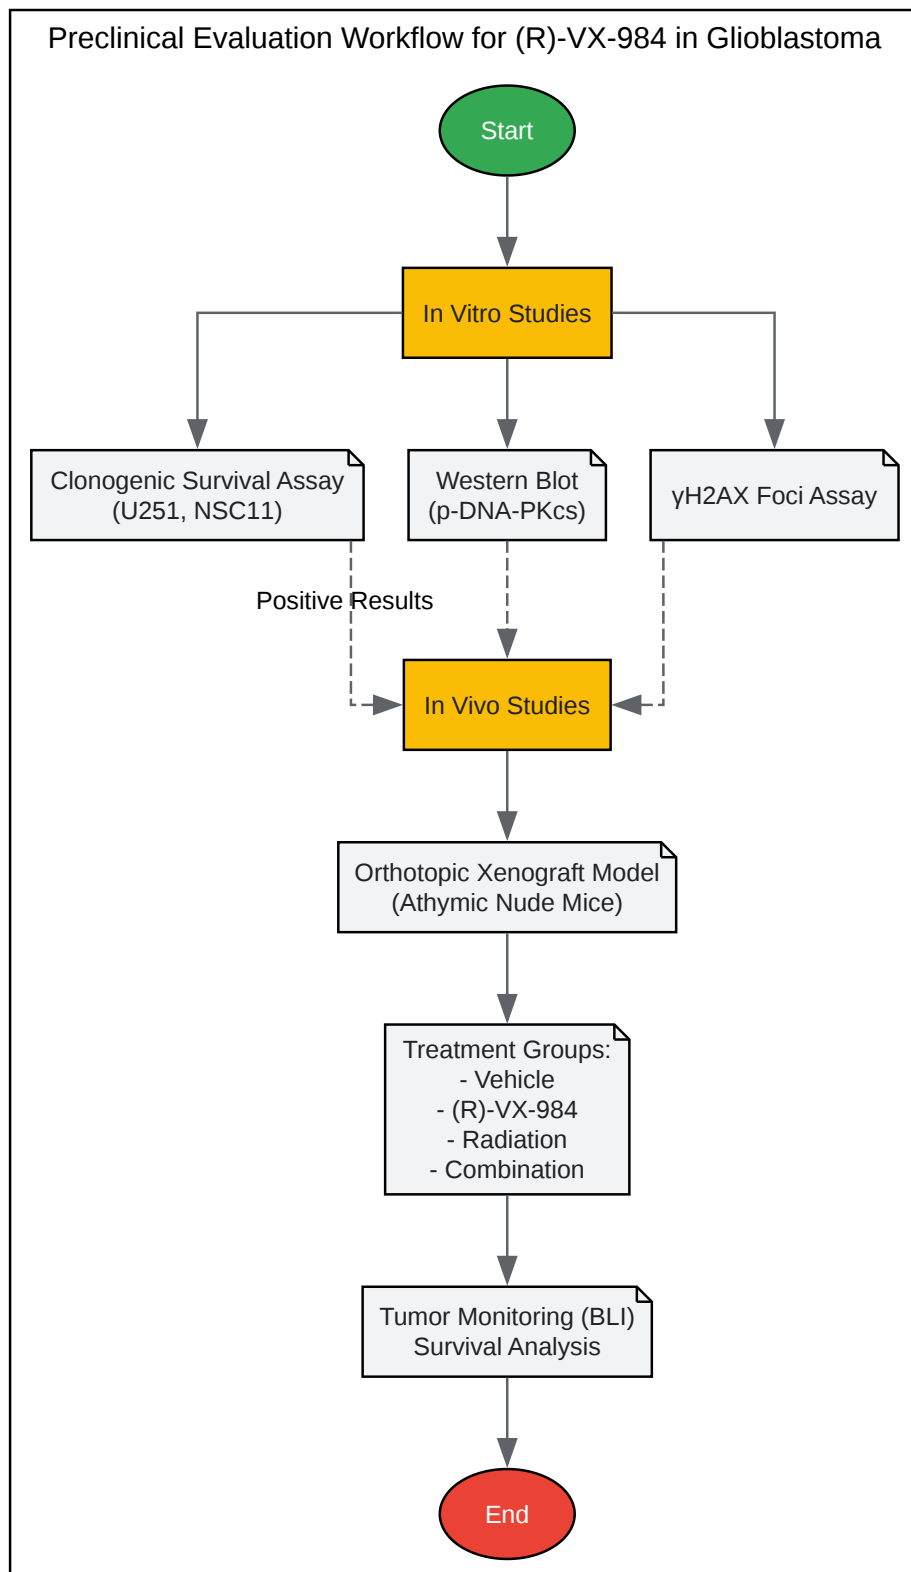 Preclinical Evaluation Workflow for (R)-VX-984 in Glioblastoma
Start
In Vitro Studies
Clonogenic Survival Assay
(U251, NSC11)
Western Blot
(p-DNA-PKcs)
γH2AX Foci Assay
Positive Results
In Vivo Studies
Orthotopic Xenograft Model
(Athymic Nude Mice)
Treatment Groups:
- Vehicle
- (R)-VX-984
- Radiation
- Combination
Tumor Monitoring (BLI)
Survival Analysis
End